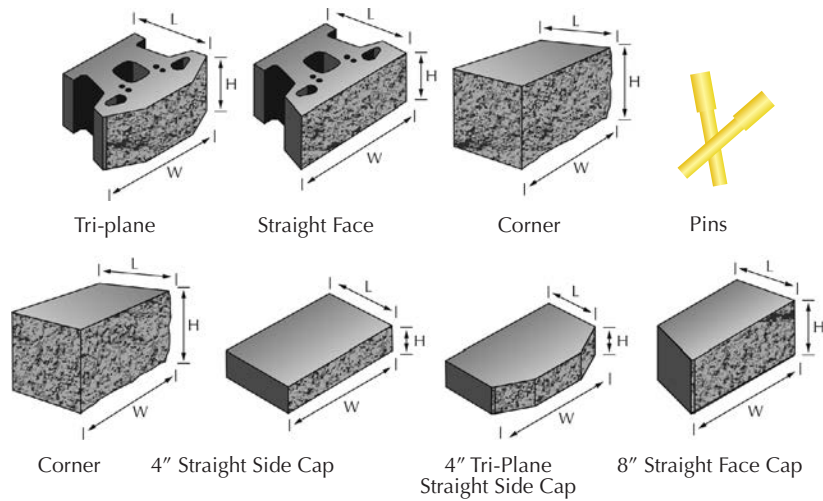 L
H
W
L
H
W
L
H
W
Tri-plane
Straight Face
Corner
Pins
L
H
W
L
H
W
L
H
W
L
H
W
Corner
4” Straight Side Cap
4” Tri-Plane
Straight Side Cap
8” Straight Face Cap